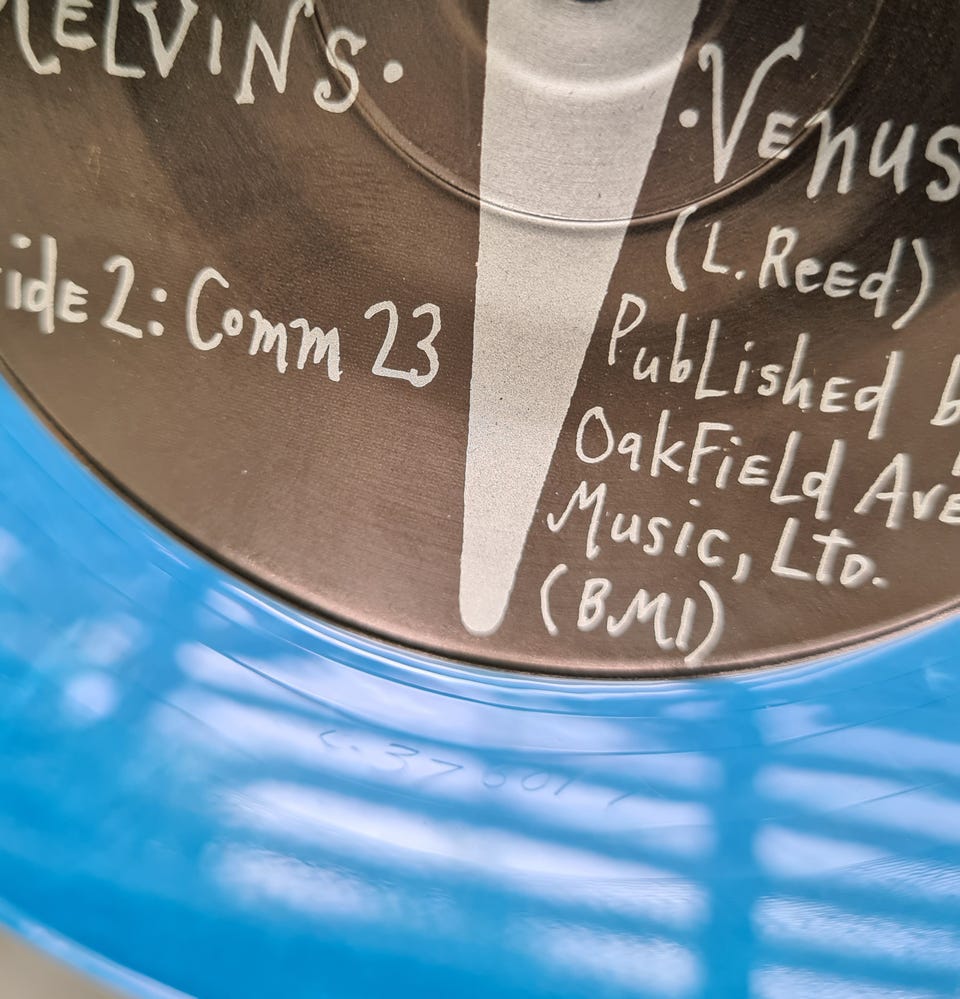 MELVINS.
Side 2: Comm 23
.Venus
(L. Reed)
Published b
Oakfield Ave
Music, Ltd.
(BMI)